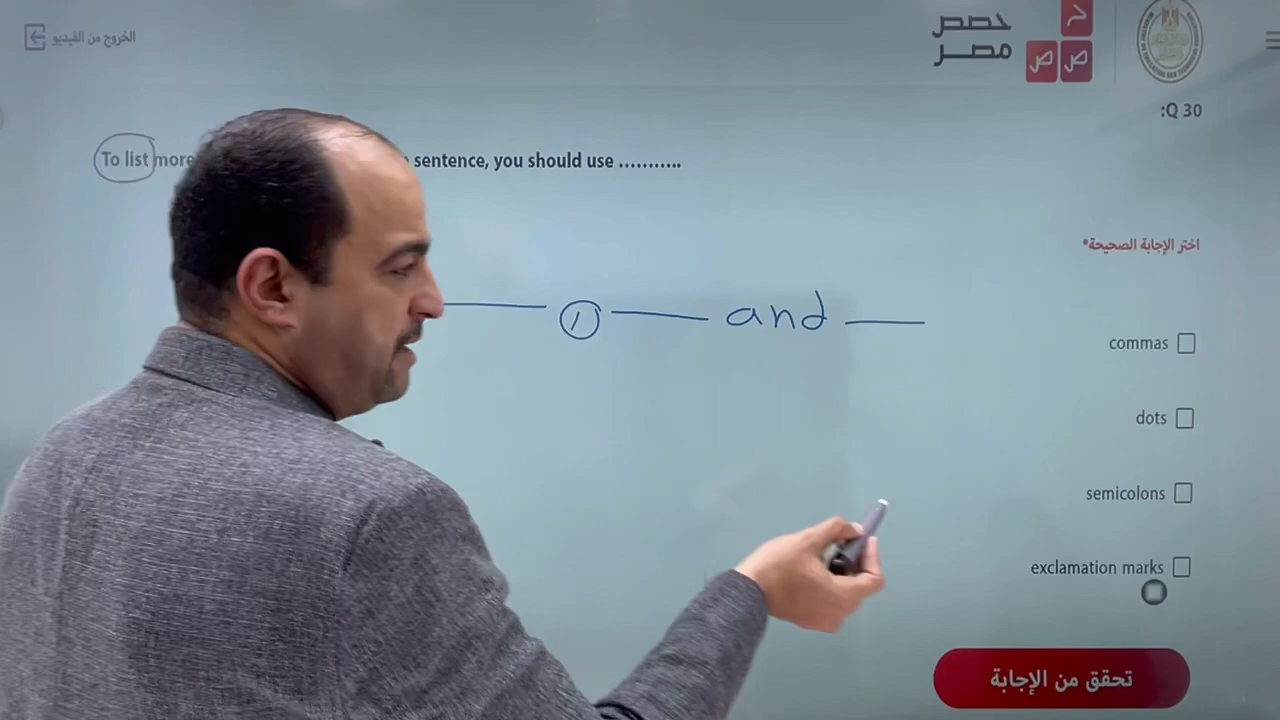 الخروج من الفيديو
حصص
مصر
ح
ص ص
:Q 30
To list more sentence, you should use ...........
اختر الإجابة الصحيحة*
, and
commas
dots
semicolons
exclamation marks
تحقق من الإجابة